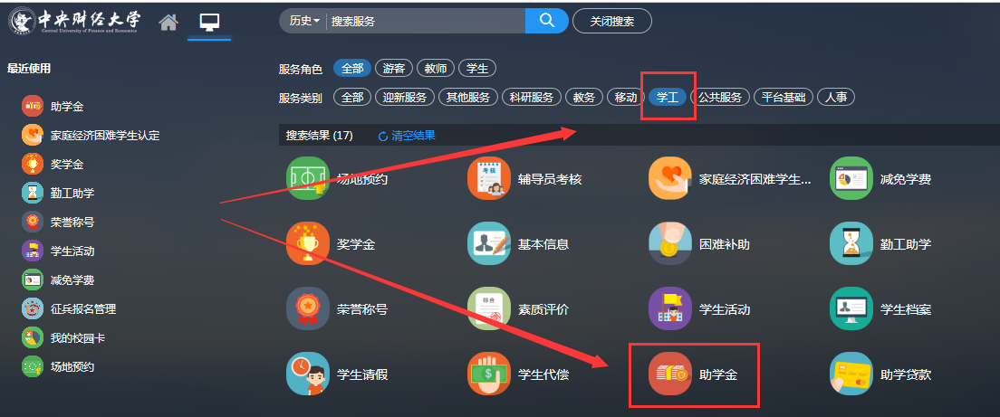 中央财经大学
Central University of Finance and Economics
历史 搜索服务 关闭搜索
最近使用
助学金
家庭经济困难学生认定
奖学金
勤工助学
荣誉称号
学生活动
减免学费
征兵报名管理
我的校园卡
场地预约
服务角色 全部 游客 教师 学生
服务类别 全部 迎新服务 其他服务 科研服务 教务 移动 学工 公共服务 平台基础 人事
搜索结果 (17) 清空结果
场地预约 考核 辅导员考核 家庭经济困难学生... 减免学费
奖学金 基本信息 困难补助 勤工助学
荣誉称号 综合 素质评价 学生活动 学生档案
学生请假 学生代偿 助学金 助学贷款